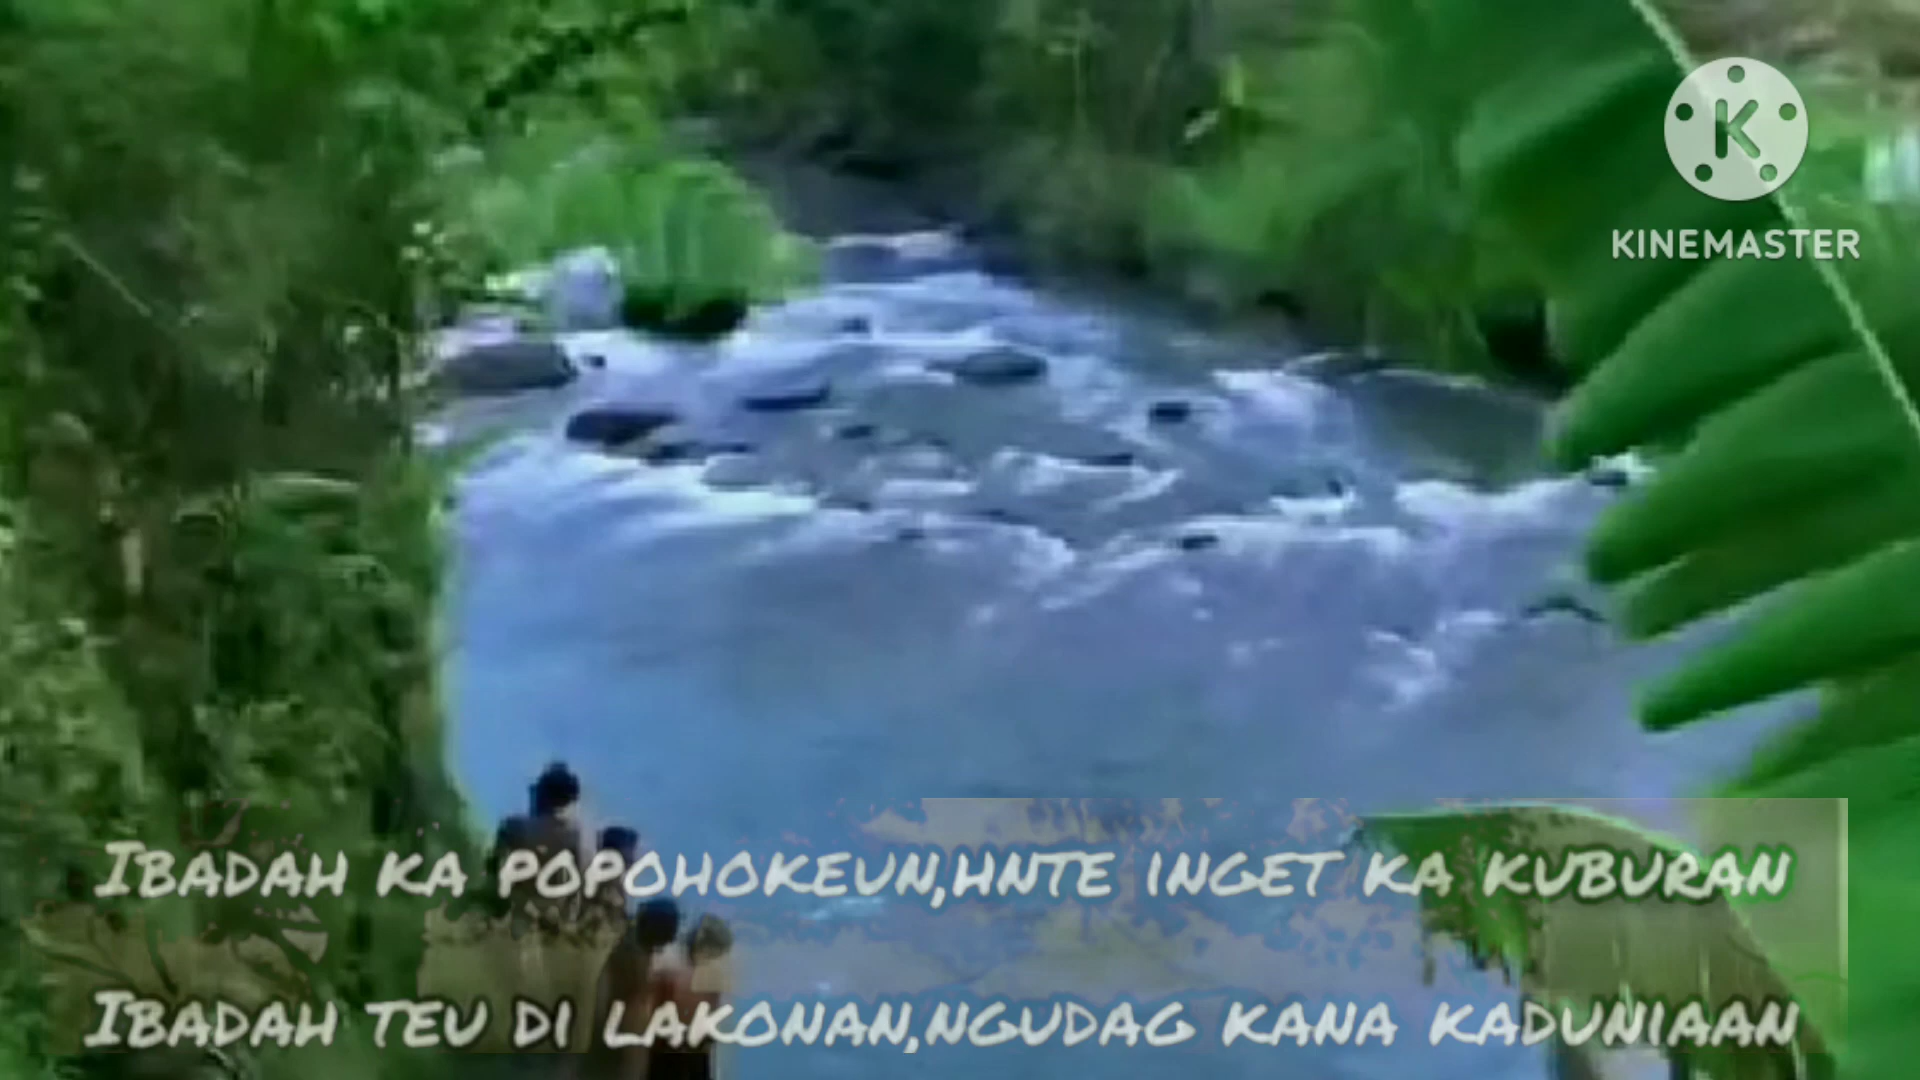 KINEMASTER
Ibadah ka popohokeun,hnte inget ka kuburan
Ibadah teu di lakonan,ngudag kana kaduniaan